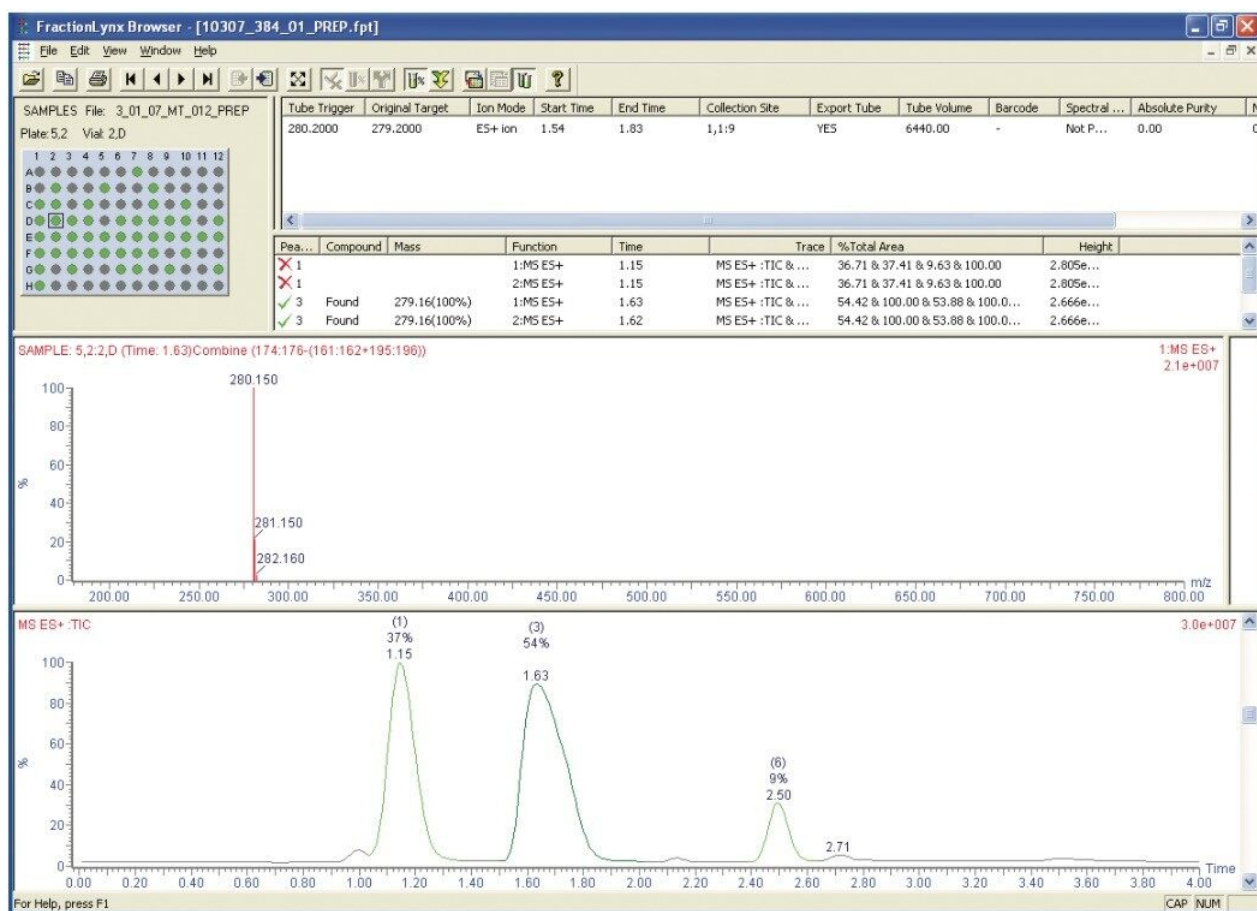 FractionLynx Browser - [10307_384_01_PREP.fpt]
File Edit View Window Help
SAMPLES File: 3_01_07_MT_012_PREP
Plate: 5,2 Vial: 2,D
1 2 3 4 5 6 7 8 9 10 11 12
A
B
C
D
E
F
G
H
Tube Trigger Original Target Ion Mode Start Time End Time Collection Site Export Tube Tube Volume Barcode Spectral ... Absolute Purity
280.2000 279.2000 ES+ ion 1.54 1.83 1,1:9 YES 6440.00 - Not P... 0.00
Pea... Compound Mass Function Time Trace %Total Area Height
1 1:MS ES+ 1.15 MS ES+ :TIC & ... 36.71 & 37.41 & 9.63 & 100.00 2.805e...
1 2:MS ES+ 1.15 MS ES+ :TIC & ... 36.71 & 37.41 & 9.63 & 100.00 2.805e...
3 Found 279.16(100%) 1:MS ES+ 1.63 MS ES+ :TIC & ... 54.42 & 100.00 & 53.88 & 100.0... 2.666e...
3 Found 279.16(100%) 2:MS ES+ 1.62 MS ES+ :TIC & ... 54.42 & 100.00 & 53.88 & 100.0... 2.666e...
SAMPLE: 5,2:2,D (Time: 1.63)Combine (174:176-(161:162+195:196))
1:MS ES+
2.1e+007
280.150
281.150
282.160
100
80
60
%
40
20
0
200.00 250.00 300.00 350.00 400.00 450.00 500.00 550.00 600.00 650.00 700.00 750.00 800.00
m/z
MS ES+ :TIC
3.0e+007
(1)
37%
1.15
(3)
54%
1.63
(6)
9%
2.50
2.71
100
80
60
%
40
20
0
0.00 0.20 0.40 0.60 0.80 1.00 1.20 1.40 1.60 1.80 2.00 2.20 2.40 2.60 2.80 3.00 3.20 3.40 3.60 3.80 4.00
Time
For Help, press F1
CAP NUM